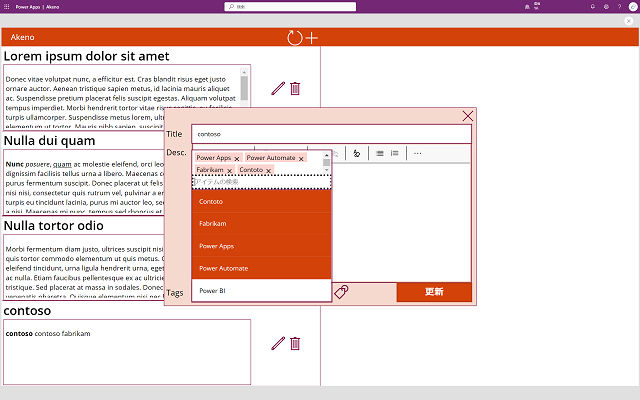 Power Apps | Akeno
検索
Akeno
Lorem ipsum dolor sit amet
Donec vitae volutpat nunc, a efficitur est. Cras blandit risus eget justo
ornare auctor. Aenean tristique sapien metus, id lacinia mauris aliquet
ac. Suspendisse pretium placerat felis suscipit egestas. Aliquam volutpat
tempus imperdiet. Morbi hendrerit tortor vitae
turpis ullamcorper. Suspendisse metus lorem,
elementum ut tortor. Mauris nibh sapien, suscipit
Nulla dui quam
Nunc posuere, quam ac molestie eleifend, orci leo
dignissim facilisis tellus urna a libero. Maecenas
purus fermentum suscipit. Donec placerat ut felis
nisi nisi, consectetur quis rutrum vel, pulvinar a
turpis eu tincidunt lacinia, purus mi auctor leo,
a nisi. Maecenas mi nunc, tempus sed rhoncus et
Nulla tortor odio
Morbi fermentum diam justo, ultrices suscipit nisi
quis tortor commodo elementum ut quis metus.
eleifend tincidunt, urna ligula hendrerit urna, eget
ac nulla. Etiam faucibus pellentesque ex ac
tristique. Sed placerat at massa in sodales. Donec
venenatis pharetra. Quisque elementum nisi nec
contoso
contoso contoso fabrikam
Title
contoso
Desc.
Power Apps
Power Automate
Fabrikam
Contoto
アイテムの検索
Contoto
Fabrikam
Power Apps
Power Automate
Power BI
Tags
更新